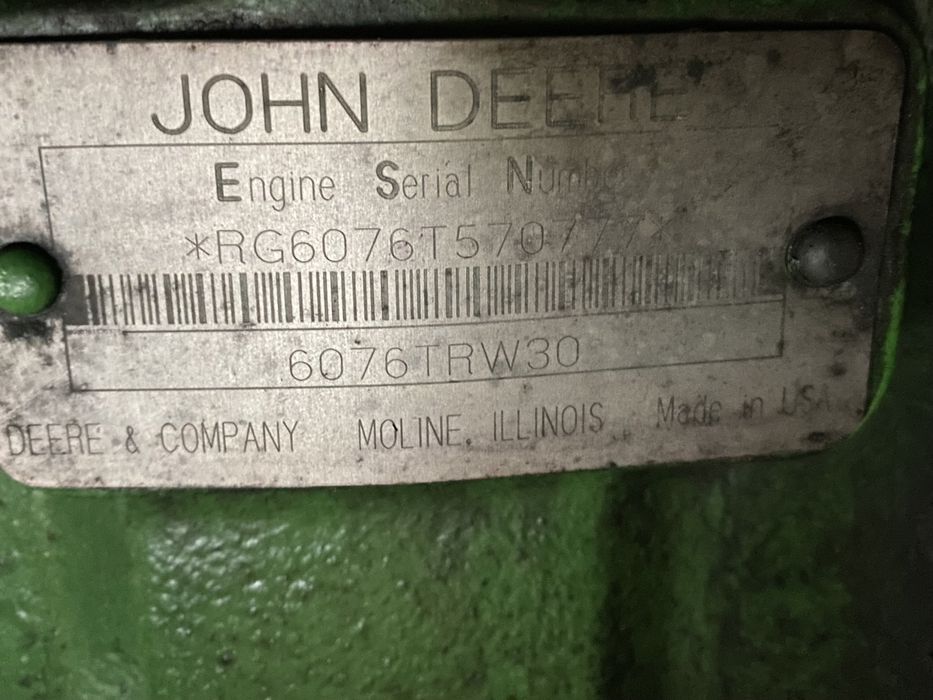 JOHN DEERE
Engine Serial Number
*RG6076T570777*
6076TRW30
DEERE & COMPANY MOLINE, ILLINOIS Made in USA